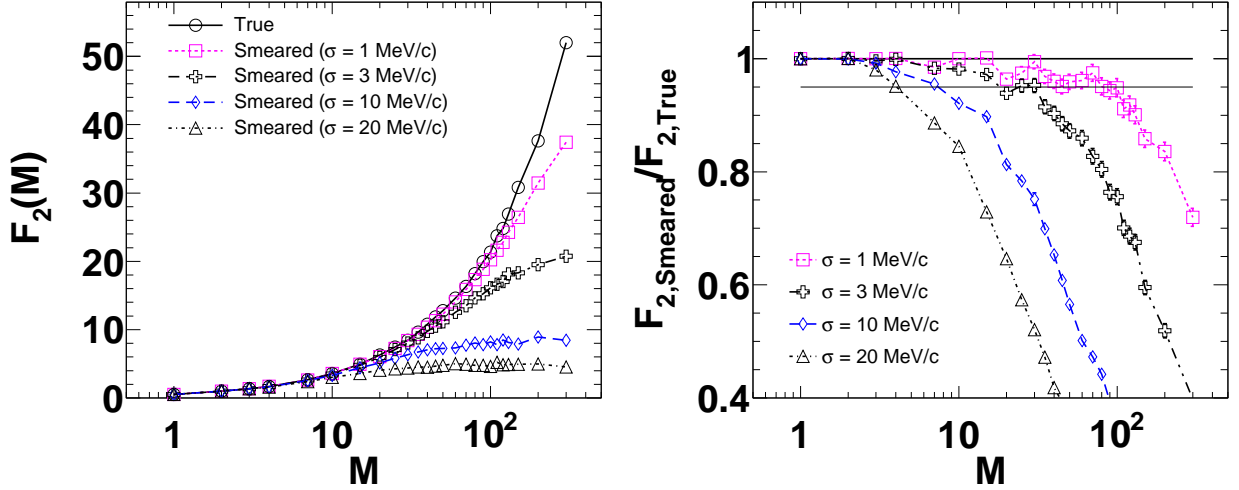 True
Smeared (σ = 1 MeV/c)
Smeared (σ = 3 MeV/c)
Smeared (σ = 10 MeV/c)
Smeared (σ = 20 MeV/c)
50
40
30
20
10
0
F₂(M)
1
10
10²
M
1
0.8
0.6
0.4
F₂,Smeared/F₂,True
σ = 1 MeV/c
σ = 3 MeV/c
σ = 10 MeV/c
σ = 20 MeV/c
1
10
10²
M